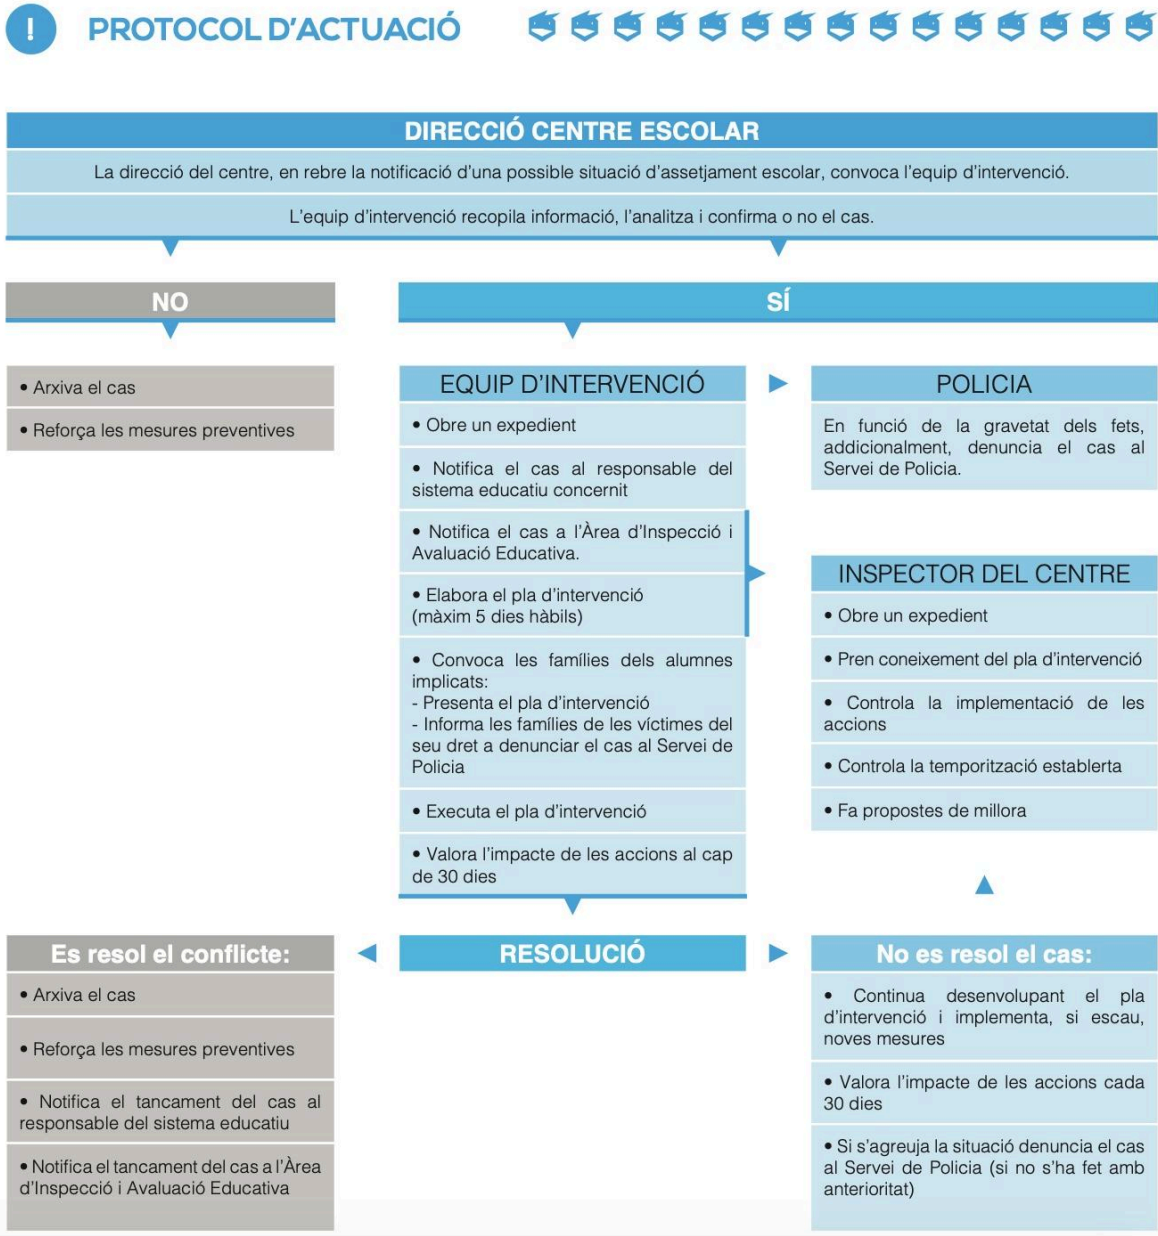 !
PROTOCOL D'ACTUACIÓ
DIRECCIÓ CENTRE ESCOLAR
La direcció del centre, en rebre la notificació d'una possible situació d'assetjament escolar, convoca l'equip d'intervenció.
L'equip d'intervenció recopila informació, l'analitza i confirma o no el cas.
NO
• Arxiva el cas
• Reforça les mesures preventives
SÍ
EQUIP D'INTERVENCIÓ
• Obre un expedient
• Notifica el cas al responsable del
sistema educatiu concernit
• Notifica el cas a l'Àrea d'Inspecció i
Avaluació Educativa.
• Elabora el pla d'intervenció
(màxim 5 dies hàbils)
• Convoca les famílies dels alumnes
implicats:
- Presenta el pla d'intervenció
- Informa les famílies de les víctimes del
seu dret a denunciar el cas al Servei de
Policia
• Executa el pla d'intervenció
• Valora l'impacte de les accions al cap
de 30 dies
POLICIA
En funció de la gravetat dels fets,
addicionalment, denuncia el cas al
Servei de Policia.
INSPECTOR DEL CENTRE
• Obre un expedient
• Pren coneixement del pla d'intervenció
• Controla la implementació de les
accions
• Controla la temporització establerta
• Fa propostes de millora
RESOLUCIÓ
Es resol el conflicte:
• Arxiva el cas
• Reforça les mesures preventives
• Notifica el tancament del cas al
responsable del sistema educatiu
• Notifica el tancament del cas a l'Àrea
d'Inspecció i Avaluació Educativa
No es resol el cas:
• Continua desenvolupant el pla
d'intervenció i implementa, si escau,
noves mesures
• Valora l'impacte de les accions cada
30 dies
• Si s'agreuja la situació denuncia el cas
al Servei de Policia (si no s'ha fet amb
anterioritat)